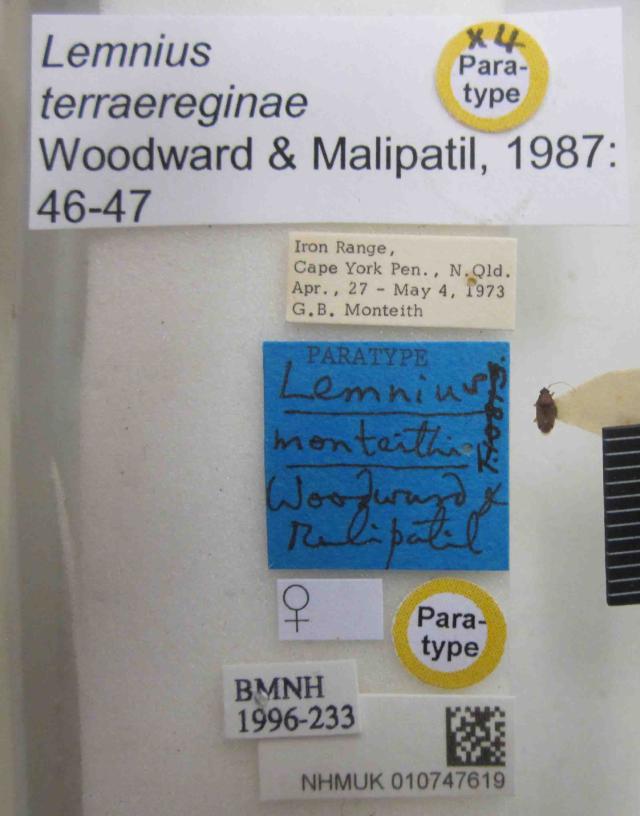 Lemnius
terraereginae
Woodward & Malipatil, 1987:
46-47
x4
Para-
type
Iron Range,
Cape York Pen., N.Qld.
Apr., 27 - May 4, 1973
G.B. Monteith
PARATYPE
Lemnius
monteithi
Woodward &
Malipatil
♀
Para-
type
BMNH
1996-233
NHMUK 010747619